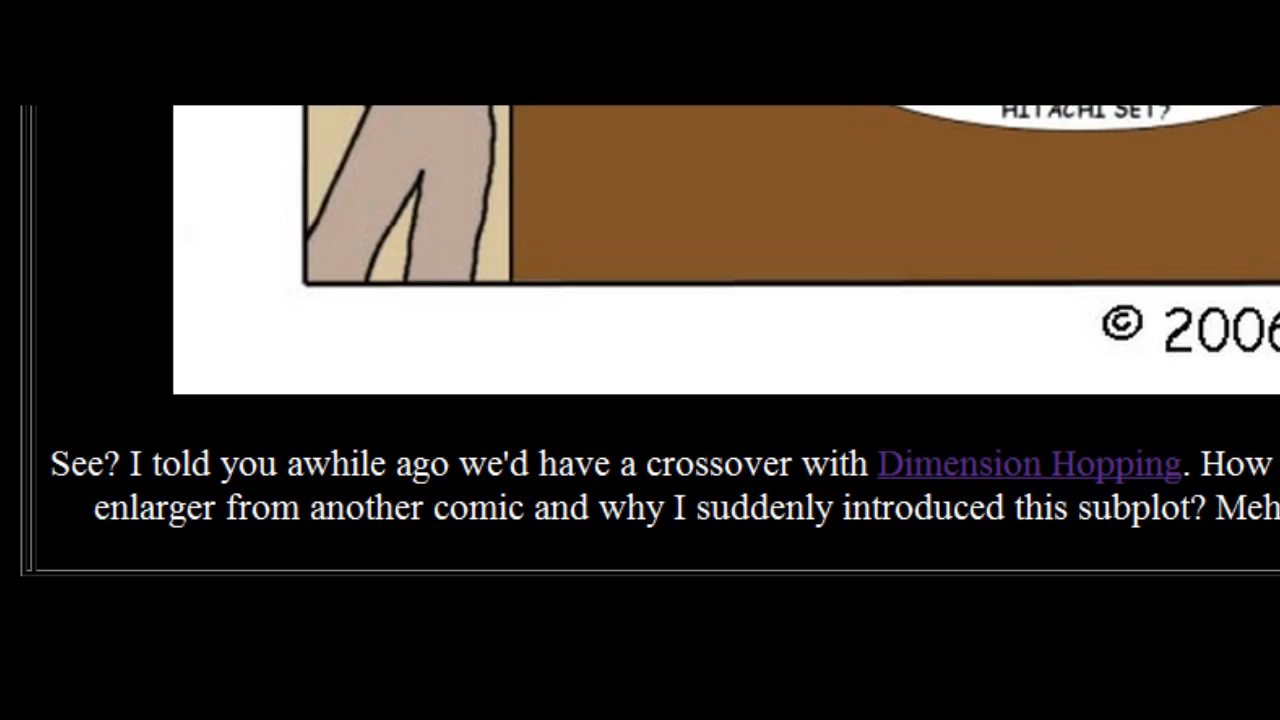 HITACHI SET?
© 2006
See? I told you awhile ago we'd have a crossover with Dimension Hopping. How
enlarger from another comic and why I suddenly introduced this subplot? Meh